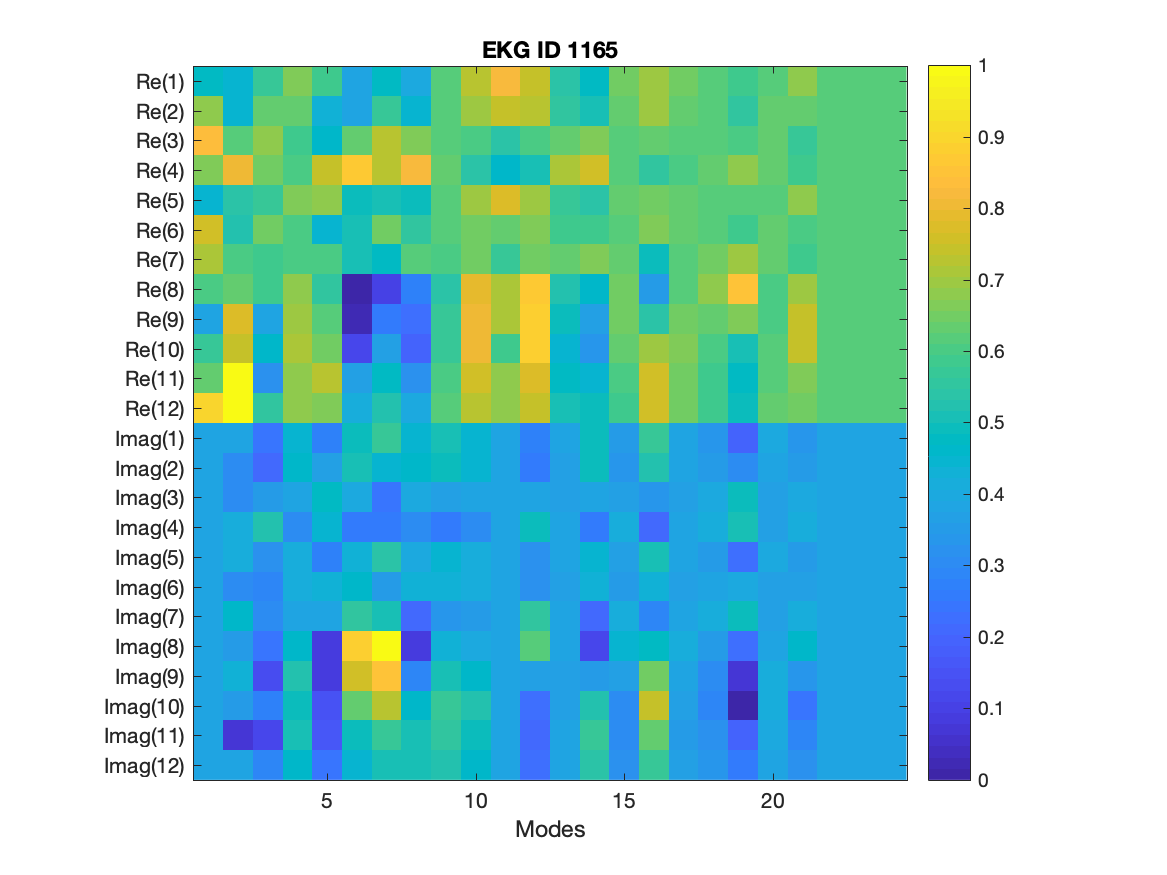 EKG ID 1165
Re(1)
Re(2)
Re(3)
Re(4)
Re(5)
Re(6)
Re(7)
Re(8)
Re(9)
Re(10)
Re(11)
Re(12)
Imag(1)
Imag(2)
Imag(3)
Imag(4)
Imag(5)
Imag(6)
Imag(7)
Imag(8)
Imag(9)
Imag(10)
Imag(11)
Imag(12)
5 10 15 20
Modes
1
0.9
0.8
0.7
0.6
0.5
0.4
0.3
0.2
0.1
0